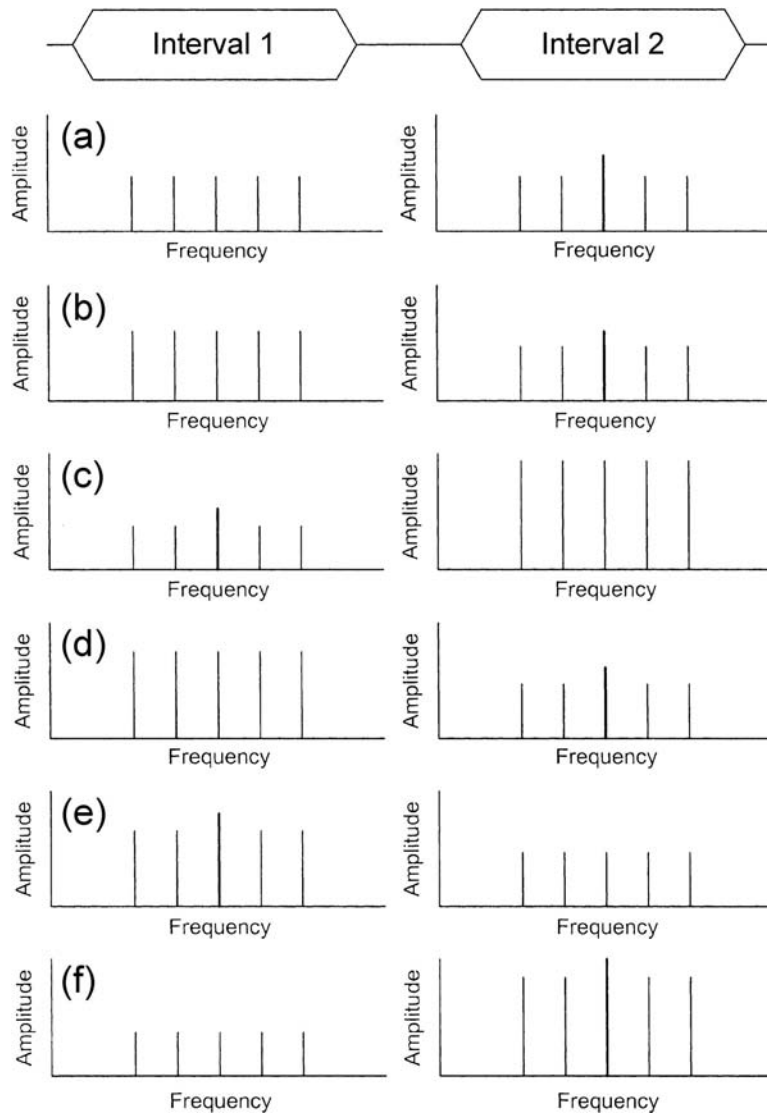 Interval 1 Interval 2
(a)
Amplitude Amplitude
Frequency Frequency
(b)
Amplitude Amplitude
Frequency Frequency
(c)
Amplitude Amplitude
Frequency Frequency
(d)
Amplitude Amplitude
Frequency Frequency
(e)
Amplitude Amplitude
Frequency Frequency
(f)
Amplitude Amplitude
Frequency Frequency